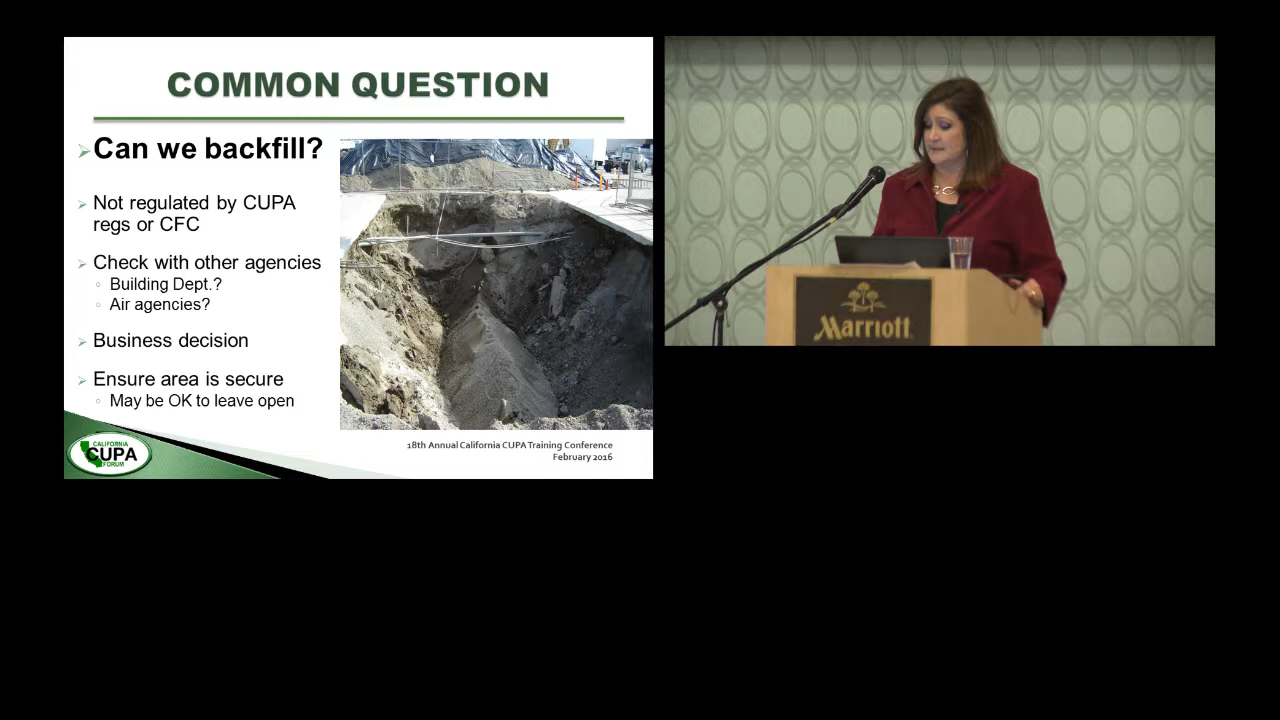 COMMON QUESTION
Can we backfill?
Not regulated by CUPA
regs or CFC
Check with other agencies
Building Dept.?
Air agencies?
Business decision
Ensure area is secure
May be OK to leave open
18th Annual California CUPA Training Conference
February 2016
CALIFORNIA
CUPA
FORUM
Marriott